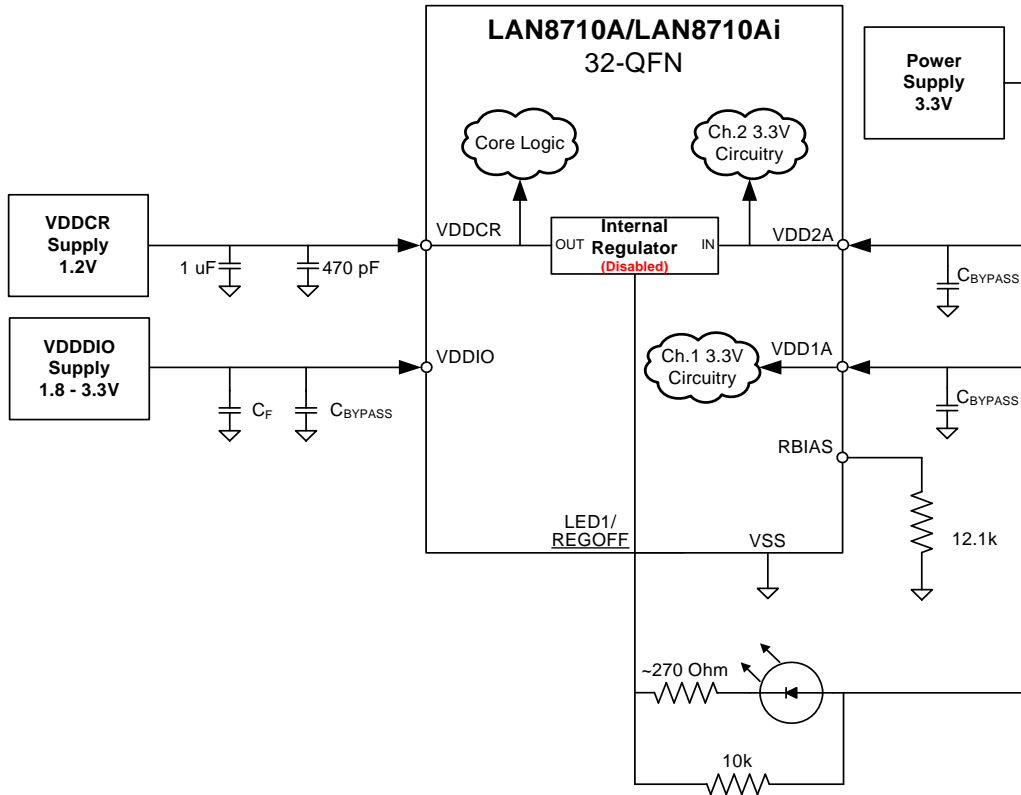 LAN8710A/LAN8710Ai
32-QFN
Power
Supply
3.3V
Core Logic
Ch.2 3.3V
Circuitry
VDDCR
Supply
1.2V
VDDCR
OUT
Internal
Regulator
(Disabled)
IN
VDD2A
1 uF
470 pF
CBYPASS
VDDDIO
Supply
1.8 - 3.3V
VDDIO
Ch.1 3.3V
Circuitry
VDD1A
CF
CBYPASS
CBYPASS
RBIAS
12.1k
LED1/
REGOFF
VSS
~270 Ohm
10k